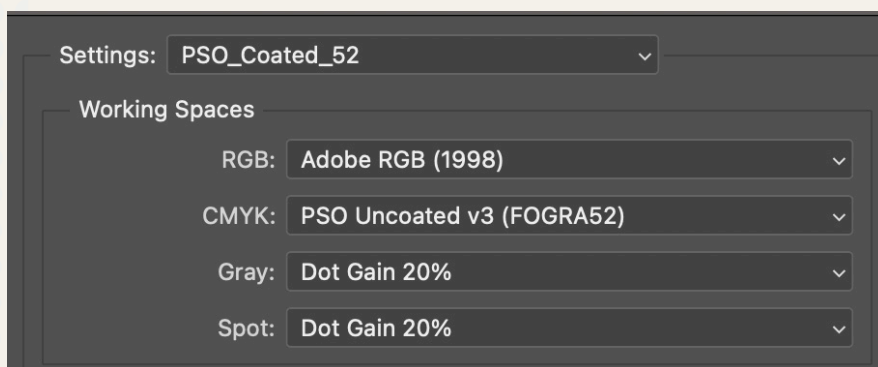 Settings: PSO_Coated_52
Working Spaces
RGB: Adobe RGB (1998)
CMYK: PSO Uncoated v3 (FOGRA52)
Gray: Dot Gain 20%
Spot: Dot Gain 20%